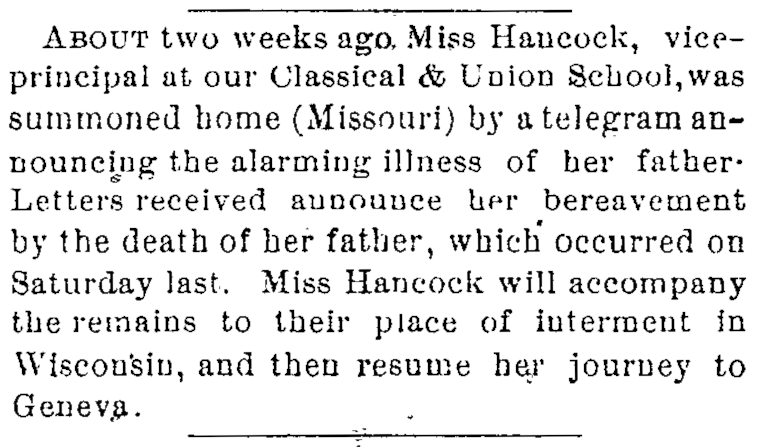 ABOUT two weeks ago, Miss Hancock, vice-
principal at our Classical & Union School, was
summoned home (Missouri) by a telegram an-
nouncing the alarming illness of her father.
Letters received announce her bereavement
by the death of her father, which occurred on
Saturday last. Miss Hancock will accompany
the remains to their place of interment in
Wisconsin, and then resume her journey to
Geneva.